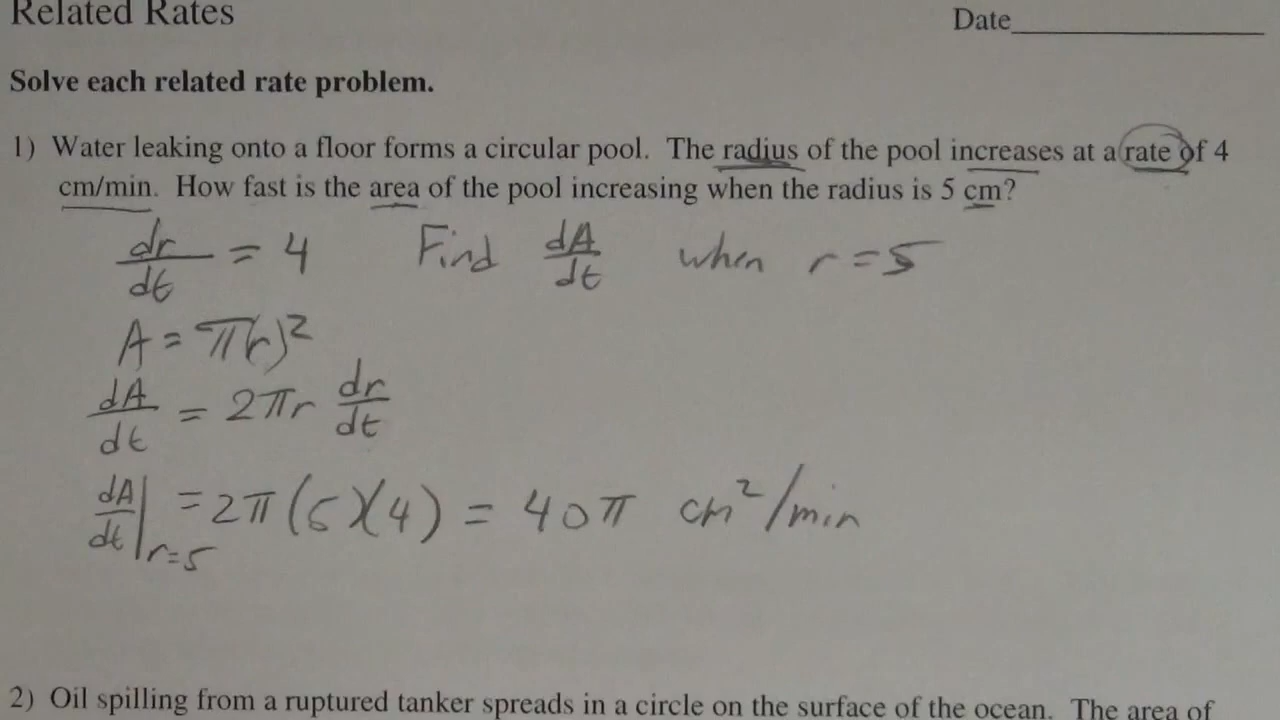 Related Rates
Date
Solve each related rate problem.
1) Water leaking onto a floor forms a circular pool. The radius of the pool increases at a rate of 4
cm/min. How fast is the area of the pool increasing when the radius is 5 cm?
dr/dt = 4 Find dA/dt when r = 5
A = π(r)²
dA/dt = 2πr dr/dt
dA/dt|r=5 = 2π(5)(4) = 40π cm²/min
2) Oil spilling from a ruptured tanker spreads in a circle on the surface of the ocean. The area of